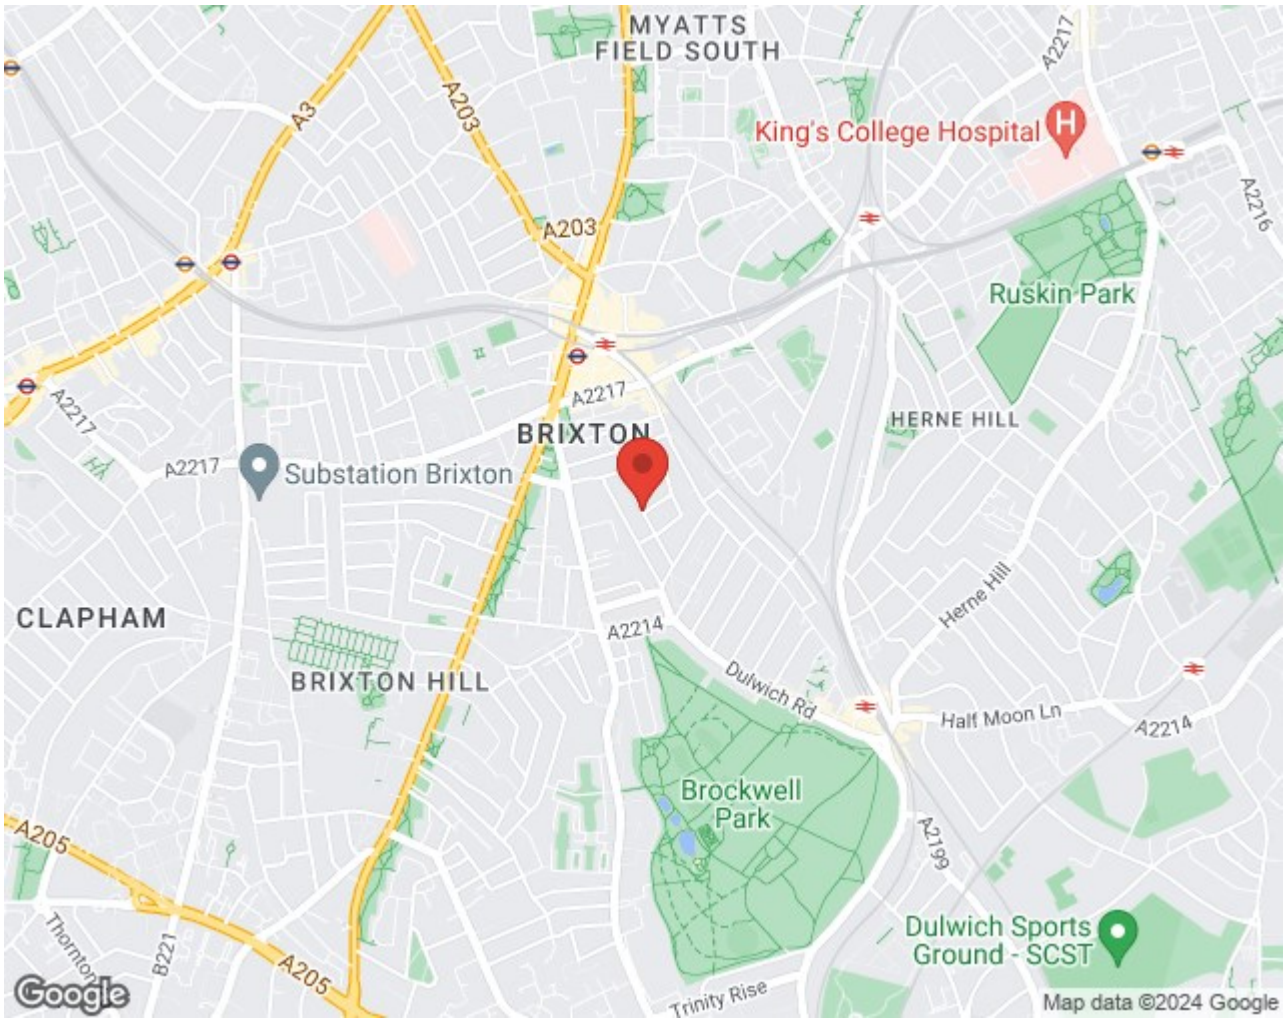 MYATTS
FIELD SOUTH
A2217
A3
A203
King's College Hospital
H
A2216
A203
Ruskin Park
A2217
A2217
HERNE HILL
BRIXTON
A2217
Substation Brixton
Herne Hill
CLAPHAM
A2214
BRIXTON HILL
Dulwich Rd
Half Moon Ln
A2214
Brockwell
Park
A205
A2199
Thornton
B221
A205
Dulwich Sports
Ground - SCST
Trinity Rise
Google
Map data ©2024 Google